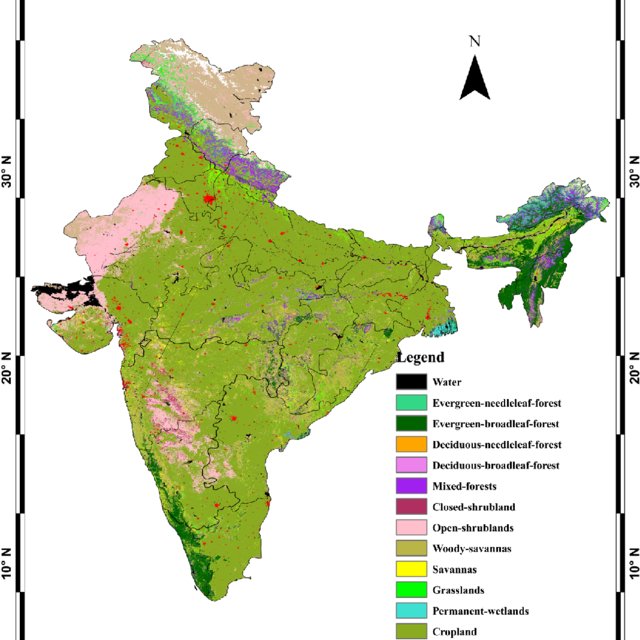 N
30° N
30° N
20° N
20° N
10° N
10° N
Legend
Water
Evergreen-needleleaf-forest
Evergreen-broadleaf-forest
Deciduous-needleleaf-forest
Deciduous-broadleaf-forest
Mixed-forests
Closed-shrubland
Open-shrublands
Woody-savannas
Savannas
Grasslands
Permanent-wetlands
Cropland